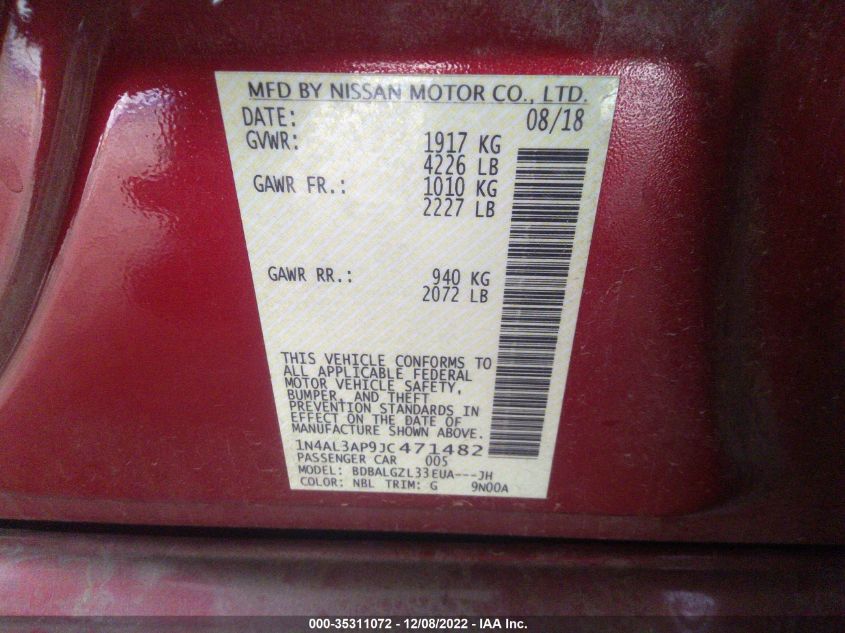 MFD BY NISSAN MOTOR CO., LTD.
DATE: 08/18
GVWR: 1917 KG
4226 LB
GAWR FR.: 1010 KG
2227 LB
GAWR RR.: 940 KG
2072 LB
THIS VEHICLE CONFORMS TO
ALL APPLICABLE FEDERAL
MOTOR VEHICLE SAFETY,
BUMPER, AND THEFT
PREVENTION STANDARDS IN
EFFECT ON THE DATE OF
MANUFACTURE SHOWN ABOVE.
1N4AL3AP9JC471482
PASSENGER CAR 005
MODEL: BDBALGZL33EUA---JH
COLOR: NBL TRIM: G 9N00A
000-35311072 - 12/08/2022 - IAA Inc.